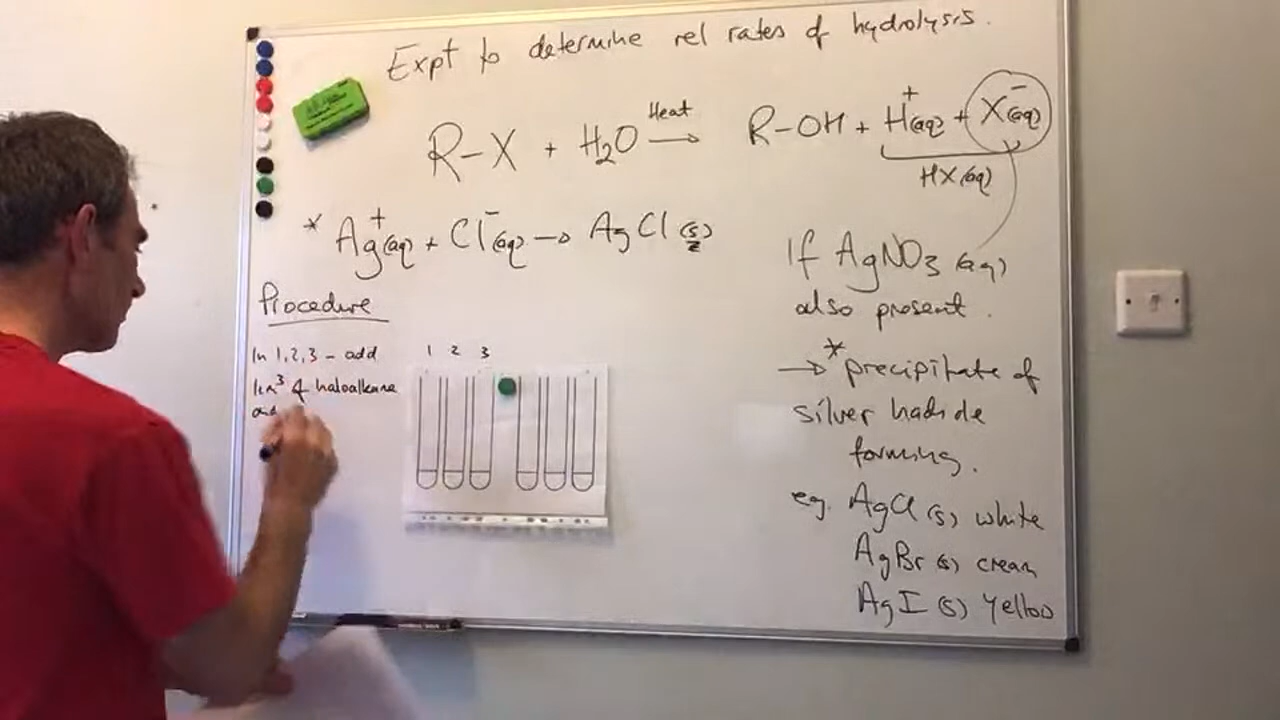 Expt to determine rel rates of hydrolysis.
R-X + H2O Heat → R-OH + H+(aq) + X-(aq)
HX(aq)
* Ag+(aq) + Cl-(aq) → AgCl(s)
If AgNO3(aq)
also present.
→ * precipitate of
silver halide
forming.
eg. AgCl(s) white
AgBr(s) cream
AgI(s) Yellow
Procedure
In 1,2,3 - add
1cm3 of haloalkane
1 2 3